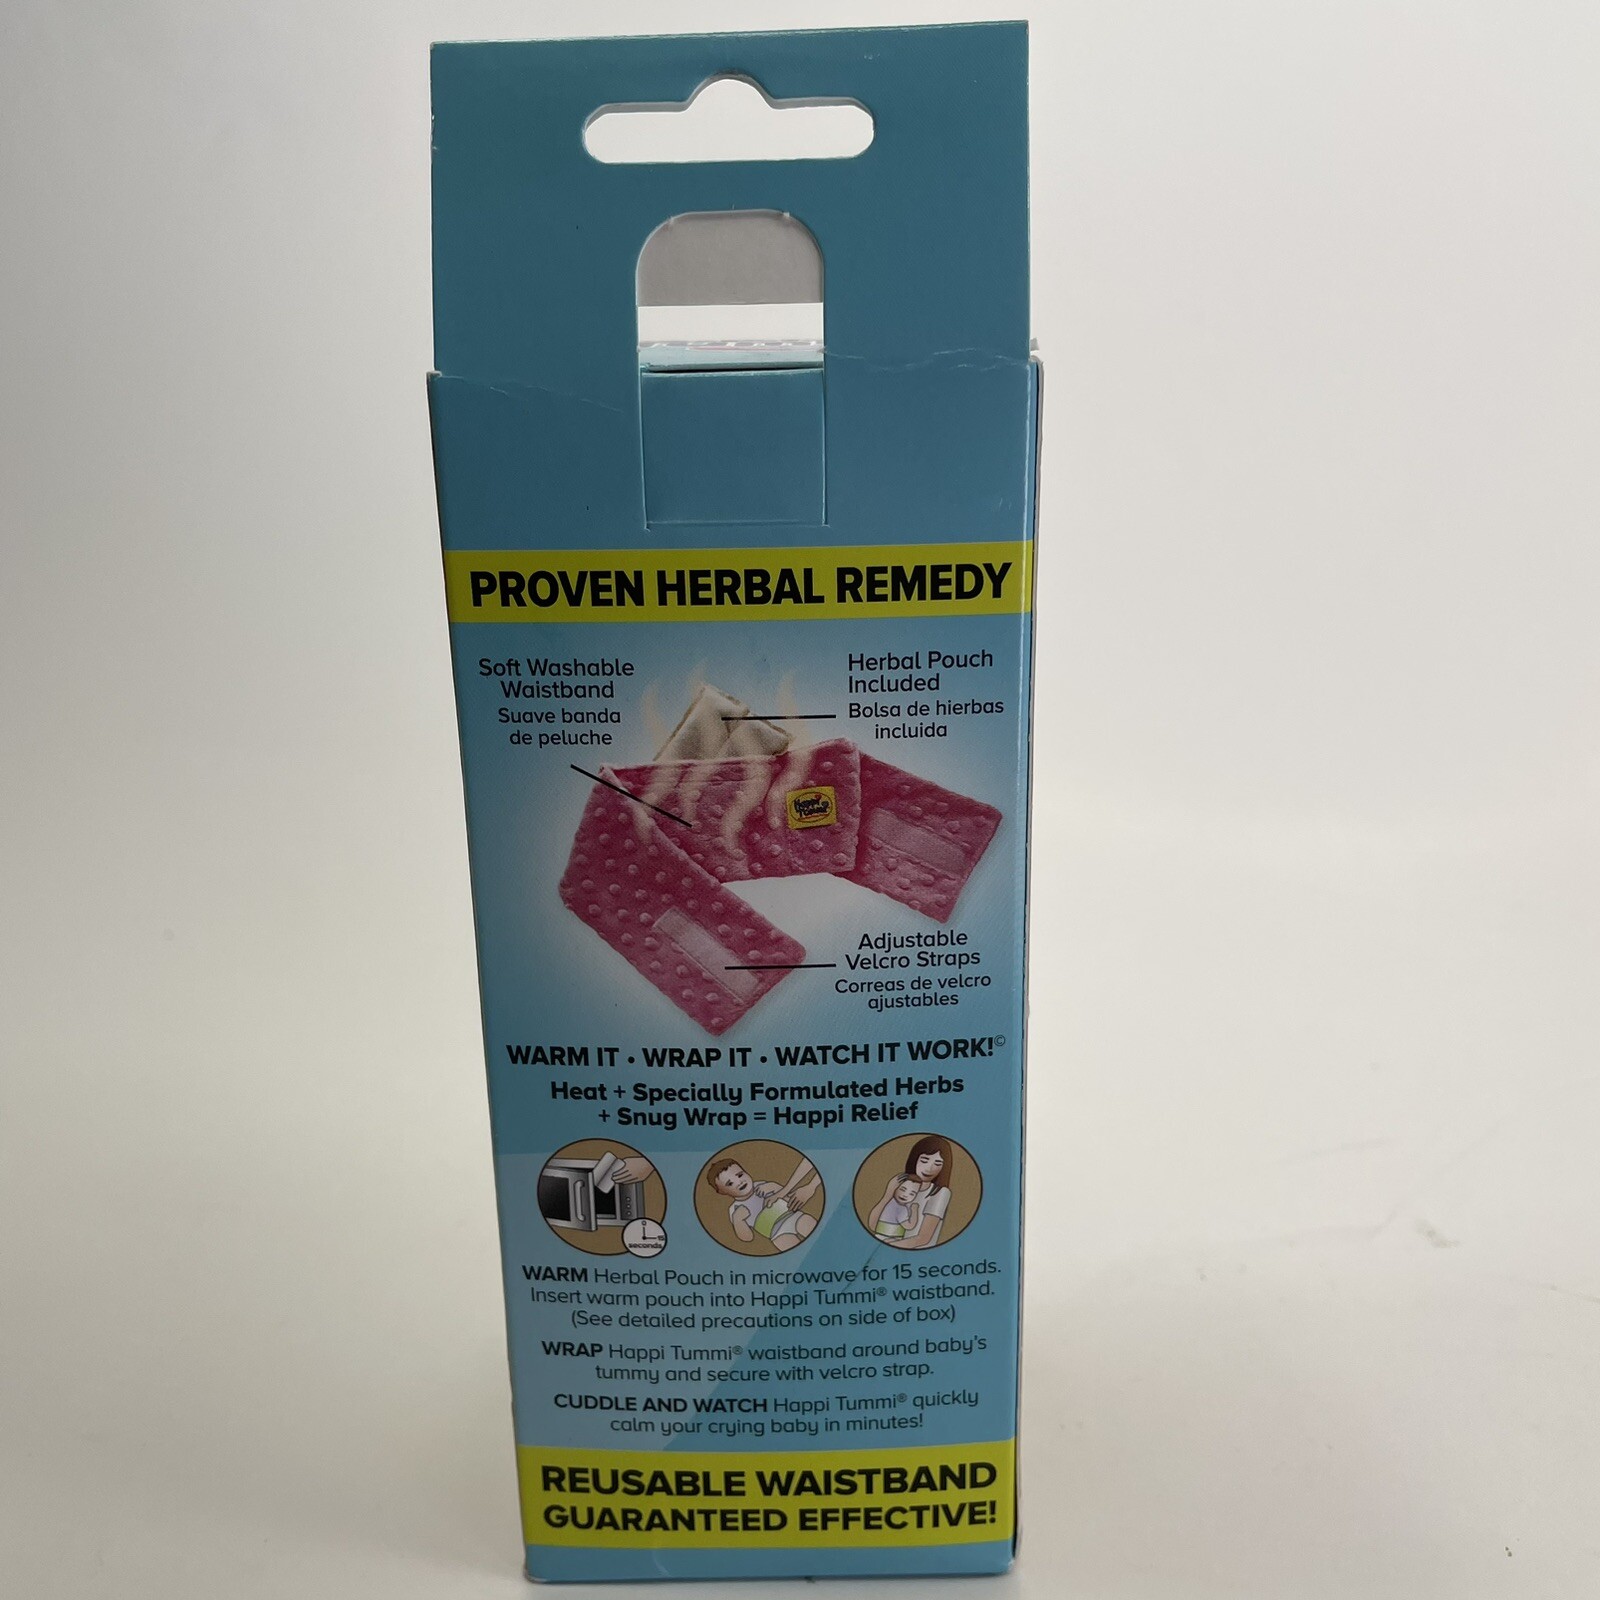 PROVEN HERBAL REMEDY
Soft Washable
Waistband
Suave banda
de peluche
Herbal Pouch
Included
Bolsa de hierbas
incluida
Happi
Tummi
Adjustable
Velcro Straps
Correas de velcro
ajustables
WARM IT • WRAP IT • WATCH IT WORK!©
Heat + Specially Formulated Herbs
+ Snug Wrap = Happi Relief
15
seconds
WARM Herbal Pouch in microwave for 15 seconds.
Insert warm pouch into Happi Tummi® waistband.
(See detailed precautions on side of box)
WRAP Happi Tummi® waistband around baby's
tummy and secure with velcro strap.
CUDDLE AND WATCH Happi Tummi® quickly
calm your crying baby in minutes!
REUSABLE WAISTBAND
GUARANTEED EFFECTIVE!